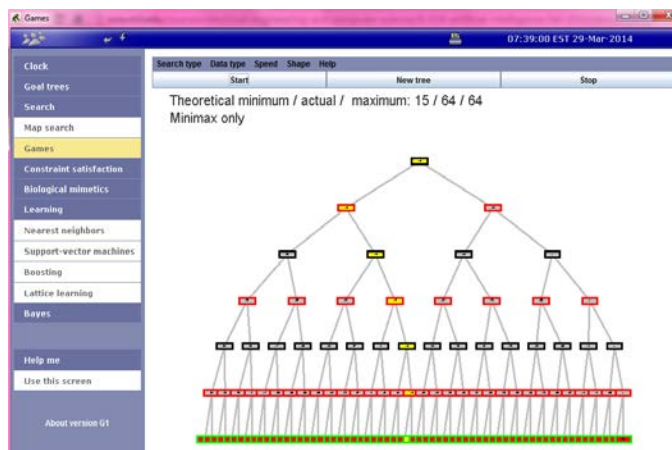 Games
07:39:00 EST 29-Mar-2014
Clock
Goal trees
Search
Map search
Games
Constraint satisfaction
Biological mimetics
Learning
Nearest neighbors
Support-vector machines
Boosting
Lattice learning
Bayes
Help me
Use this screen
About version G1
Search type Data type Speed Shape Help
Start New tree Stop
Theoretical minimum / actual / maximum: 15 / 64 / 64
Minimax only